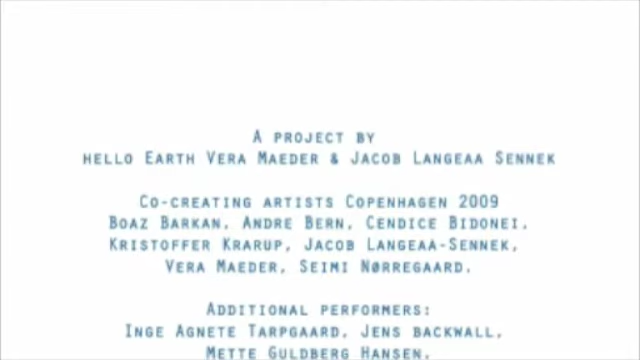 A project by
hello Earth Vera Maeder & Jacob Langeaa Sennek
Co-creating artists Copenhagen 2009
Boaz Barkan, Andre Bern, Cendice Bidonei,
Kristoffer Krarup, Jacob Langeaa-Sennek,
Vera Maeder, Seimi Nørregaard,
Additional performers:
Inge Agnete Tarpgaard, Jens backwall,
Mette Guldberg Hansen,